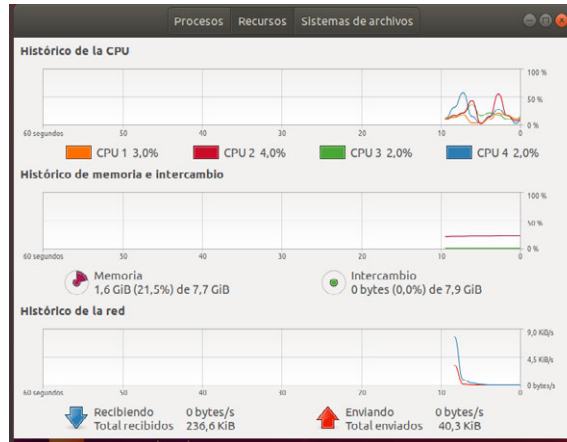 Procesos Recursos Sistemas de archivos
Histórico de la CPU
100 %
50 %
0 %
60 segundos 50 40 30 20 10 0
CPU 1 3,0% CPU 2 4,0% CPU 3 2,0% CPU 4 2,0%
Histórico de memoria e intercambio
100 %
50 %
0 %
60 segundos 50 40 30 20 10 0
Memoria Intercambio
1,6 GiB (21,5%) de 7,7 GiB 0 bytes (0,0%) de 7,9 GiB
Histórico de la red
9,0 KiB/s
4,5 KiB/s
0 bytes/s
60 segundos 50 40 30 20 10 0
Recibiendo 0 bytes/s Enviando 0 bytes/s
Total recibidos 236,6 KiB Total enviados 40,3 KiB